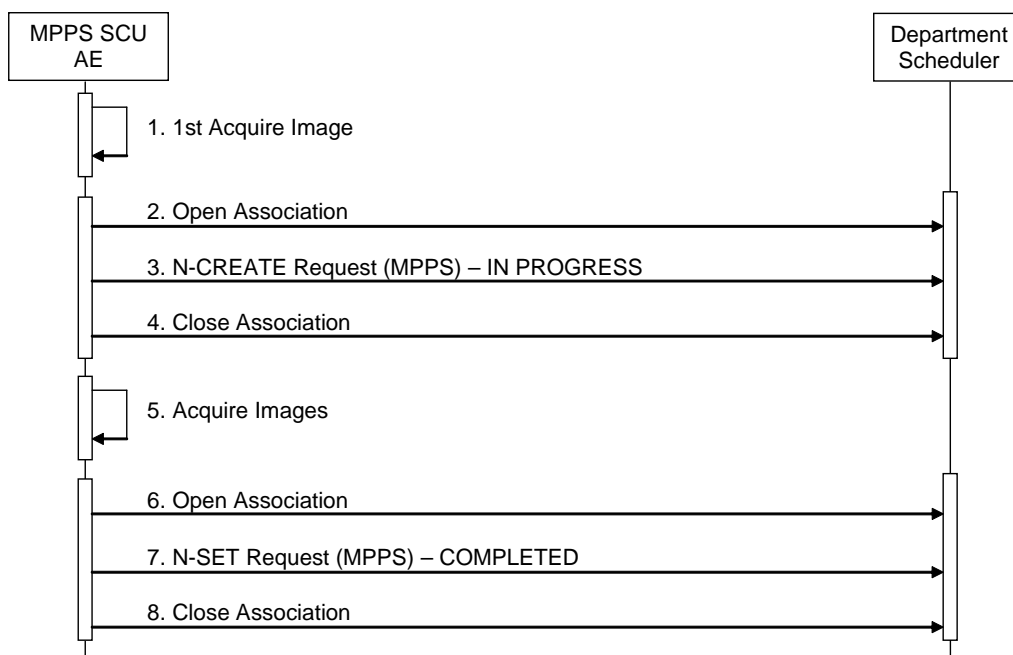 MPPS SCU
AE
Department
Scheduler
1. 1st Acquire Image
2. Open Association
3. N-CREATE Request (MPPS) – IN PROGRESS
4. Close Association
5. Acquire Images
6. Open Association
7. N-SET Request (MPPS) – COMPLETED
8. Close Association